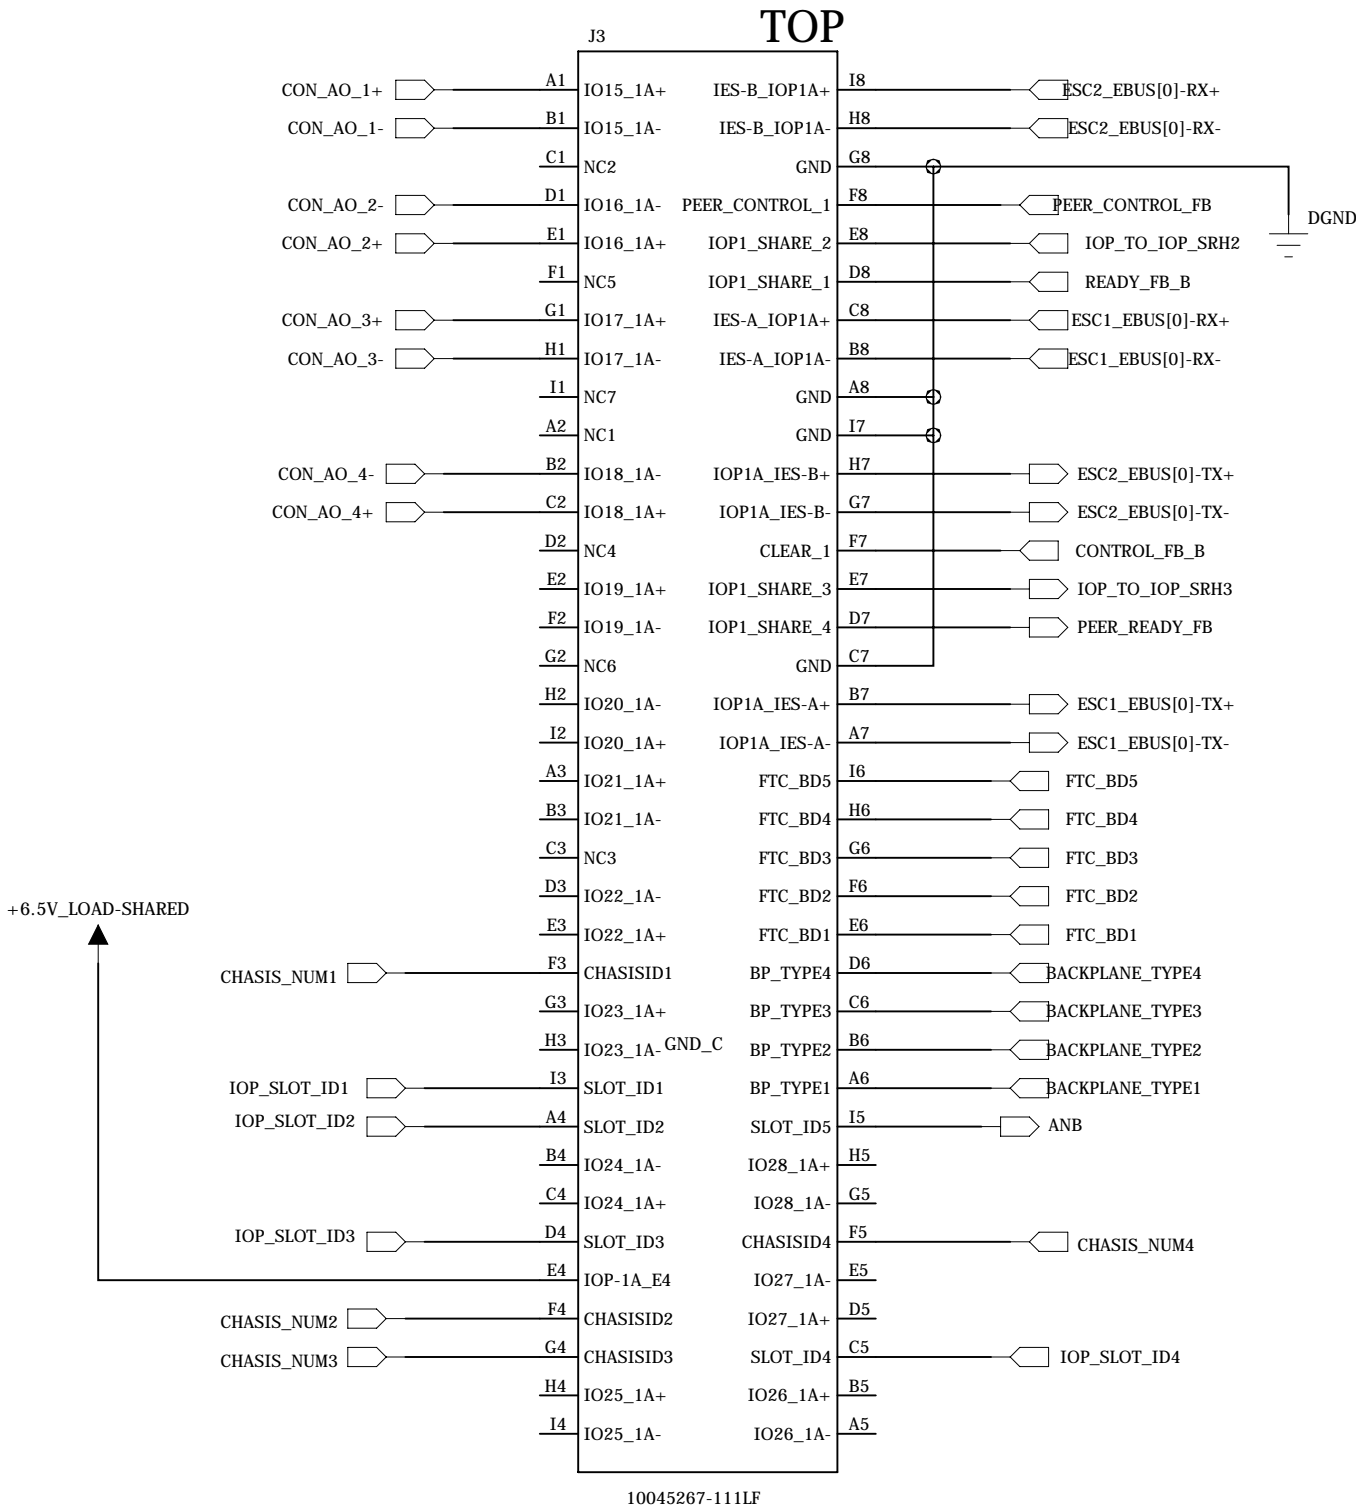 TOP
J3
CON_AO_1+ A1 IO15_1A+ IES-B_IOP1A+ I8 ESC2_EBUS[0]-RX+
CON_AO_1- B1 IO15_1A- IES-B_IOP1A- H8 ESC2_EBUS[0]-RX-
C1 NC2 GND G8
CON_AO_2- D1 IO16_1A- PEER_CONTROL_1 F8 PEER_CONTROL_FB
DGND
CON_AO_2+ E1 IO16_1A+ IOP1_SHARE_2 E8 IOP_TO_IOP_SRH2
F1 NC5 IOP1_SHARE_1 D8 READY_FB_B
CON_AO_3+ G1 IO17_1A+ IES-A_IOP1A+ C8 ESC1_EBUS[0]-RX+
CON_AO_3- H1 IO17_1A- IES-A_IOP1A- B8 ESC1_EBUS[0]-RX-
I1 NC7 GND A8
A2 NC1 GND I7
CON_AO_4- B2 IO18_1A- IOP1A_IES-B+ H7 ESC2_EBUS[0]-TX+
CON_AO_4+ C2 IO18_1A+ IOP1A_IES-B- G7 ESC2_EBUS[0]-TX-
D2 NC4 CLEAR_1 F7 CONTROL_FB_B
E2 IO19_1A+ IOP1_SHARE_3 E7 IOP_TO_IOP_SRH3
F2 IO19_1A- IOP1_SHARE_4 D7 PEER_READY_FB
G2 NC6 GND C7
H2 IO20_1A- IOP1A_IES-A+ B7 ESC1_EBUS[0]-TX+
I2 IO20_1A+ IOP1A_IES-A- A7 ESC1_EBUS[0]-TX-
A3 IO21_1A+ FTC_BD5 I6 FTC_BD5
B3 IO21_1A- FTC_BD4 H6 FTC_BD4
C3 NC3 FTC_BD3 G6 FTC_BD3
D3 IO22_1A- FTC_BD2 F6 FTC_BD2
+6.5V_LOAD-SHARED
E3 IO22_1A+ FTC_BD1 E6 FTC_BD1
CHASIS_NUM1 F3 CHASISID1 BP_TYPE4 D6 BACKPLANE_TYPE4
G3 IO23_1A+ BP_TYPE3 C6 BACKPLANE_TYPE3
H3 IO23_1A- GND_C BP_TYPE2 B6 BACKPLANE_TYPE2
IOP_SLOT_ID1 I3 SLOT_ID1 BP_TYPE1 A6 BACKPLANE_TYPE1
IOP_SLOT_ID2 A4 SLOT_ID2 SLOT_ID5 I5 ANB
B4 IO24_1A- IO28_1A+ H5
C4 IO24_1A+ IO28_1A- G5
IOP_SLOT_ID3 D4 SLOT_ID3 CHASISID4 F5 CHASIS_NUM4
E4 IOP-1A_E4 IO27_1A- E5
CHASIS_NUM2 F4 CHASISID2 IO27_1A+ D5
CHASIS_NUM3 G4 CHASISID3 SLOT_ID4 C5 IOP_SLOT_ID4
H4 IO25_1A+ IO26_1A+ B5
I4 IO25_1A- IO26_1A- A5
10045267-111LF